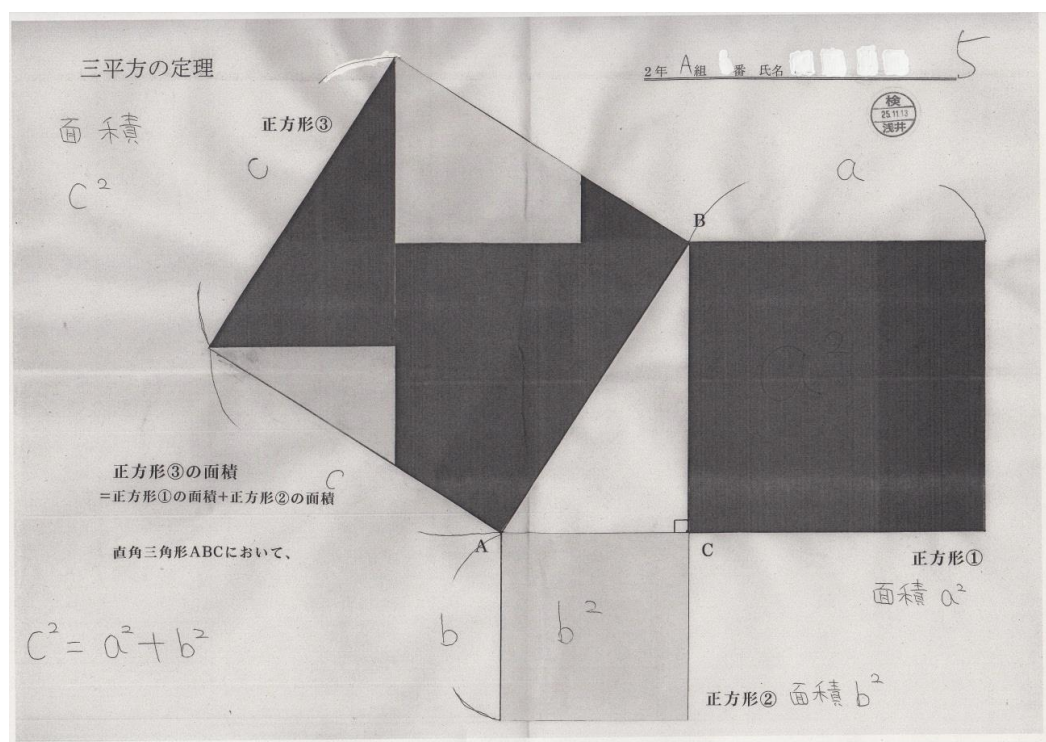 三平方の定理
2年 A組 番 氏名 5
検
25.11.13
浅井
面積
c²
正方形③
c
a
B
a²
正方形③の面積
=正方形①の面積+正方形②の面積
c
直角三角形ABCにおいて、
A
C
正方形①
面積 a²
c² = a² + b²
b
b²
正方形② 面積 b²